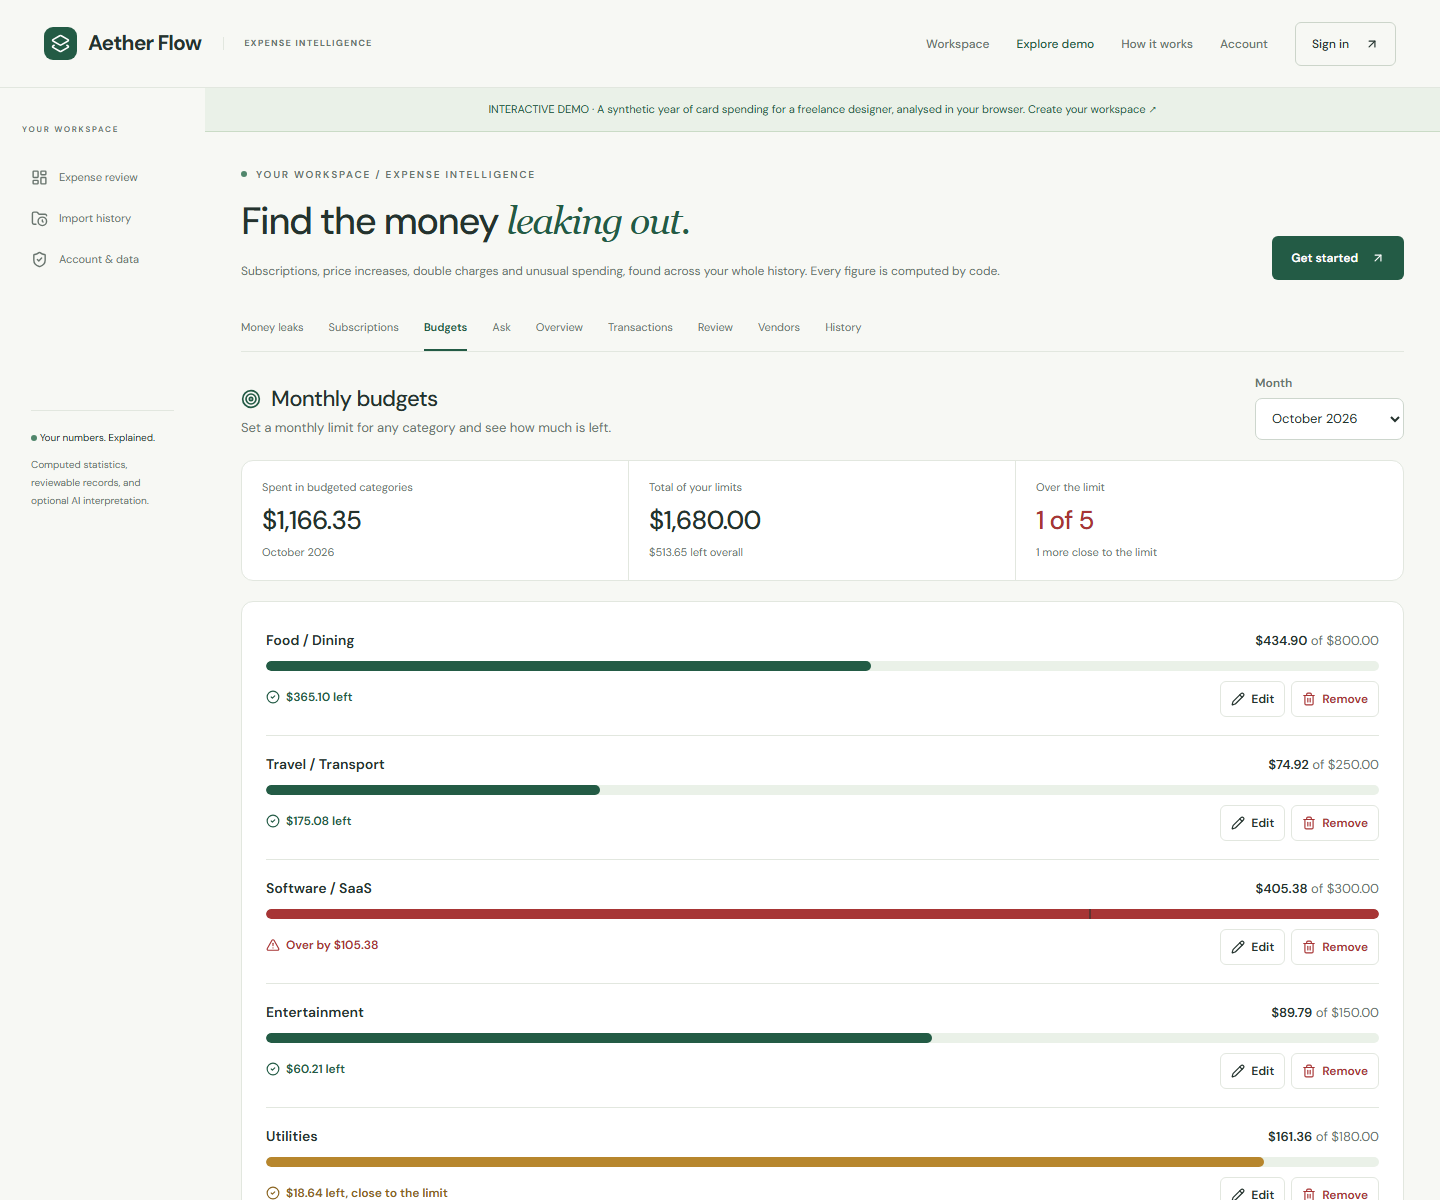 Aether Flow
EXPENSE INTELLIGENCE
Workspace
Explore demo
How it works
Account
Sign in
YOUR WORKSPACE
Expense review
Import history
Account & data
Your numbers. Explained.
Computed statistics,
reviewable records, and
optional AI interpretation.
INTERACTIVE DEMO · A synthetic year of card spending for a freelance designer, analysed in your browser. Create your workspace ↗
YOUR WORKSPACE / EXPENSE INTELLIGENCE
Find the money leaking out.
Subscriptions, price increases, double charges and unusual spending, found across your whole history. Every figure is computed by code.
Get started
Money leaks
Subscriptions
Budgets
Ask
Overview
Transactions
Review
Vendors
History
Monthly budgets
Set a monthly limit for any category and see how much is left.
Month
October 2026
Spent in budgeted categories
$1,166.35
October 2026
Total of your limits
$1,680.00
$513.65 left overall
Over the limit
1 of 5
1 more close to the limit
Food / Dining
$434.90 of $800.00
$365.10 left
Edit
Remove
Travel / Transport
$74.92 of $250.00
$175.08 left
Edit
Remove
Software / SaaS
$405.38 of $300.00
Over by $105.38
Edit
Remove
Entertainment
$89.79 of $150.00
$60.21 left
Edit
Remove
Utilities
$161.36 of $180.00
$18.64 left, close to the limit
Edit
Remove